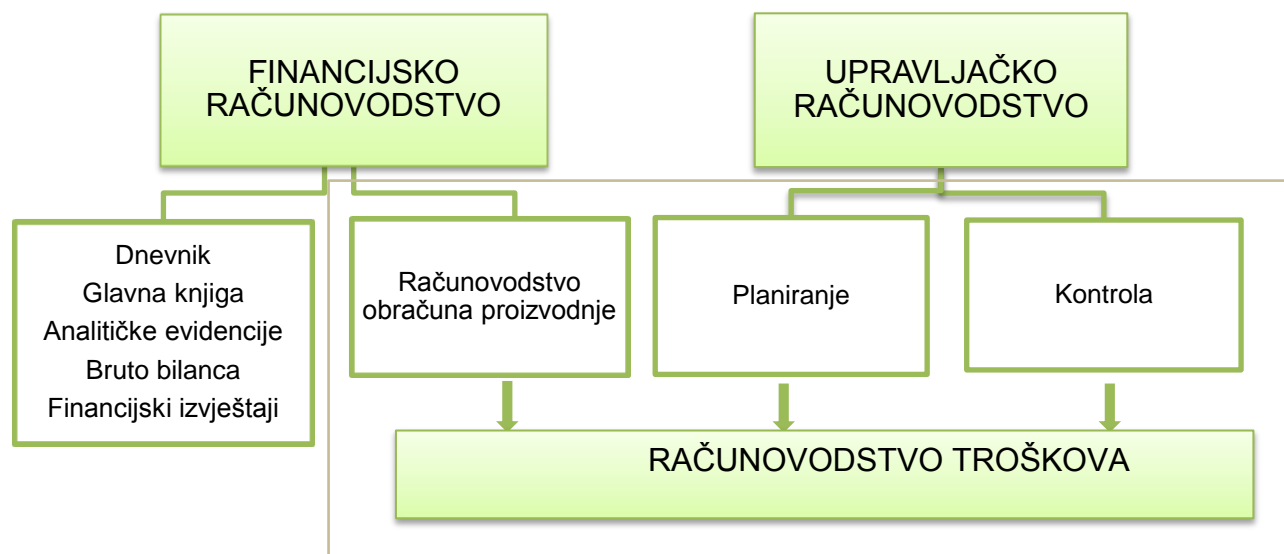 FINANCIJSKO
RAČUNOVODSTVO
UPRAVLJAČKO
RAČUNOVODSTVO
Dnevnik
Glavna knjiga
Analitičke evidencije
Bruto bilanca
Financijski izvještaji
Računovodstvo
obračuna proizvodnje
Planiranje
Kontrola
RAČUNOVODSTVO TROŠKOVA